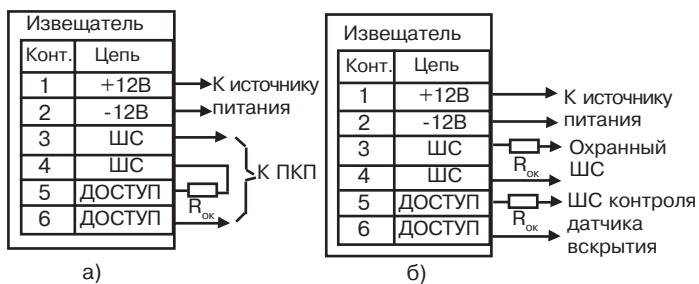 Извещатель
Конт. Цепь
1 +12В К источнику
2 -12В питания
3 ШС
4 ШС К ПКП
5 ДОСТУП
6 ДОСТУП Rок
а)
Извещатель
Конт. Цепь
1 +12В К источнику
2 -12В питания
3 ШС Охранный
4 ШС Rок ШС
5 ДОСТУП ШС контроля
6 ДОСТУП Rок датчика
вскрытия
б)